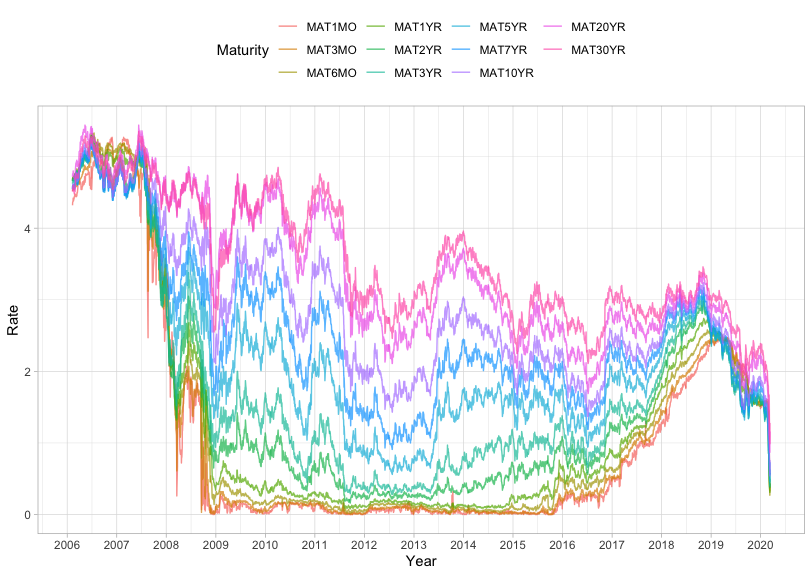 MAT1MO MAT1YR MAT5YR MAT20YR
Maturity MAT3MO MAT2YR MAT7YR MAT30YR
MAT6MO MAT3YR MAT10YR
4
Rate
2
0
2006 2007 2008 2009 2010 2011 2012 2013 2014 2015 2016 2017 2018 2019 2020
Year